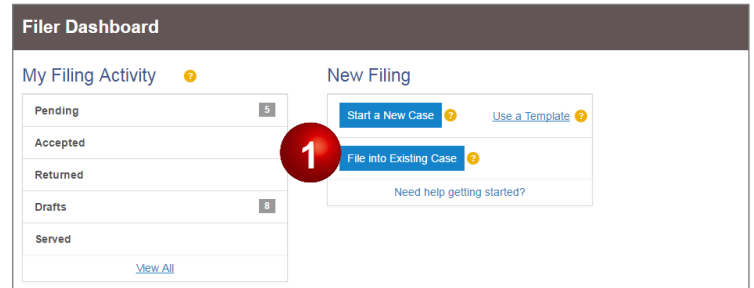 Filer Dashboard
My Filing Activity ?
Pending 5
Accepted
Returned
Drafts 8
Served
View All
New Filing
Start a New Case ? Use a Template ?
1 File into Existing Case ?
Need help getting started?